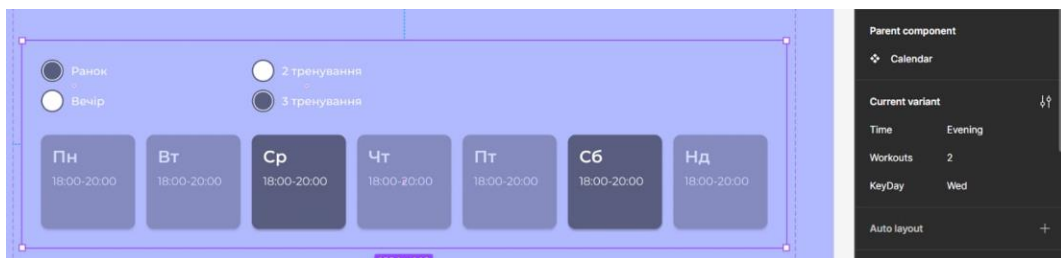 Ранок
2 тренування
Вечір
3 тренування
Пн
18:00-20:00
Вт
18:00-20:00
Ср
18:00-20:00
Чт
18:00-20:00
Пт
18:00-20:00
Сб
18:00-20:00
Нд
18:00-20:00
Parent component
Calendar
Current variant
Time Evening
Workouts 2
KeyDay Wed
Auto layout